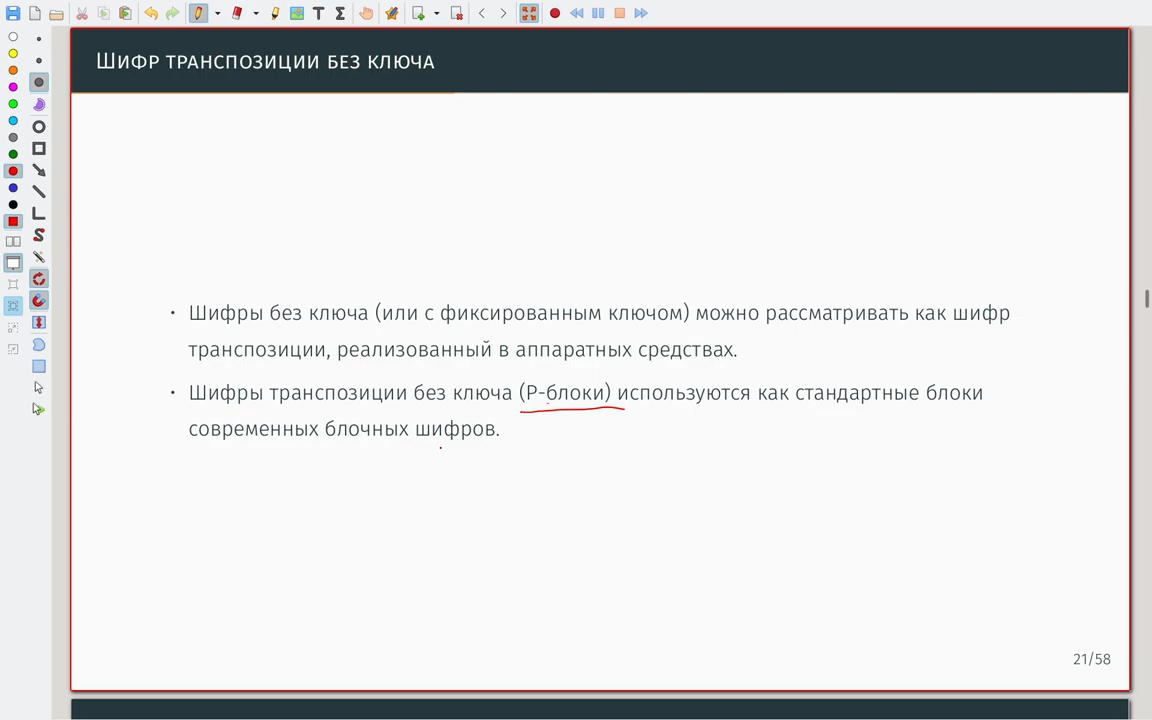 Шифр транспозиции без ключа
• Шифры без ключа (или с фиксированным ключом) можно рассматривать как шифр
транспозиции, реализованный в аппаратных средствах.
• Шифры транспозиции без ключа (P-блоки) используются как стандартные блоки
современных блочных шифров.
21/58